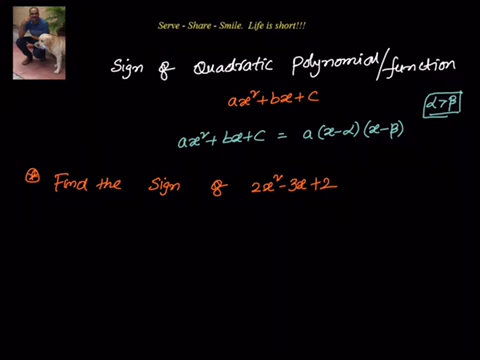 Serve - Share - Smile. Life is short!!!
Sign of Quadratic Polynomial/function
ax²+bx+c
α>β
ax²+bx+c = a(x-α)(x-β)
⊛ Find the Sign of 2x²-3x+2